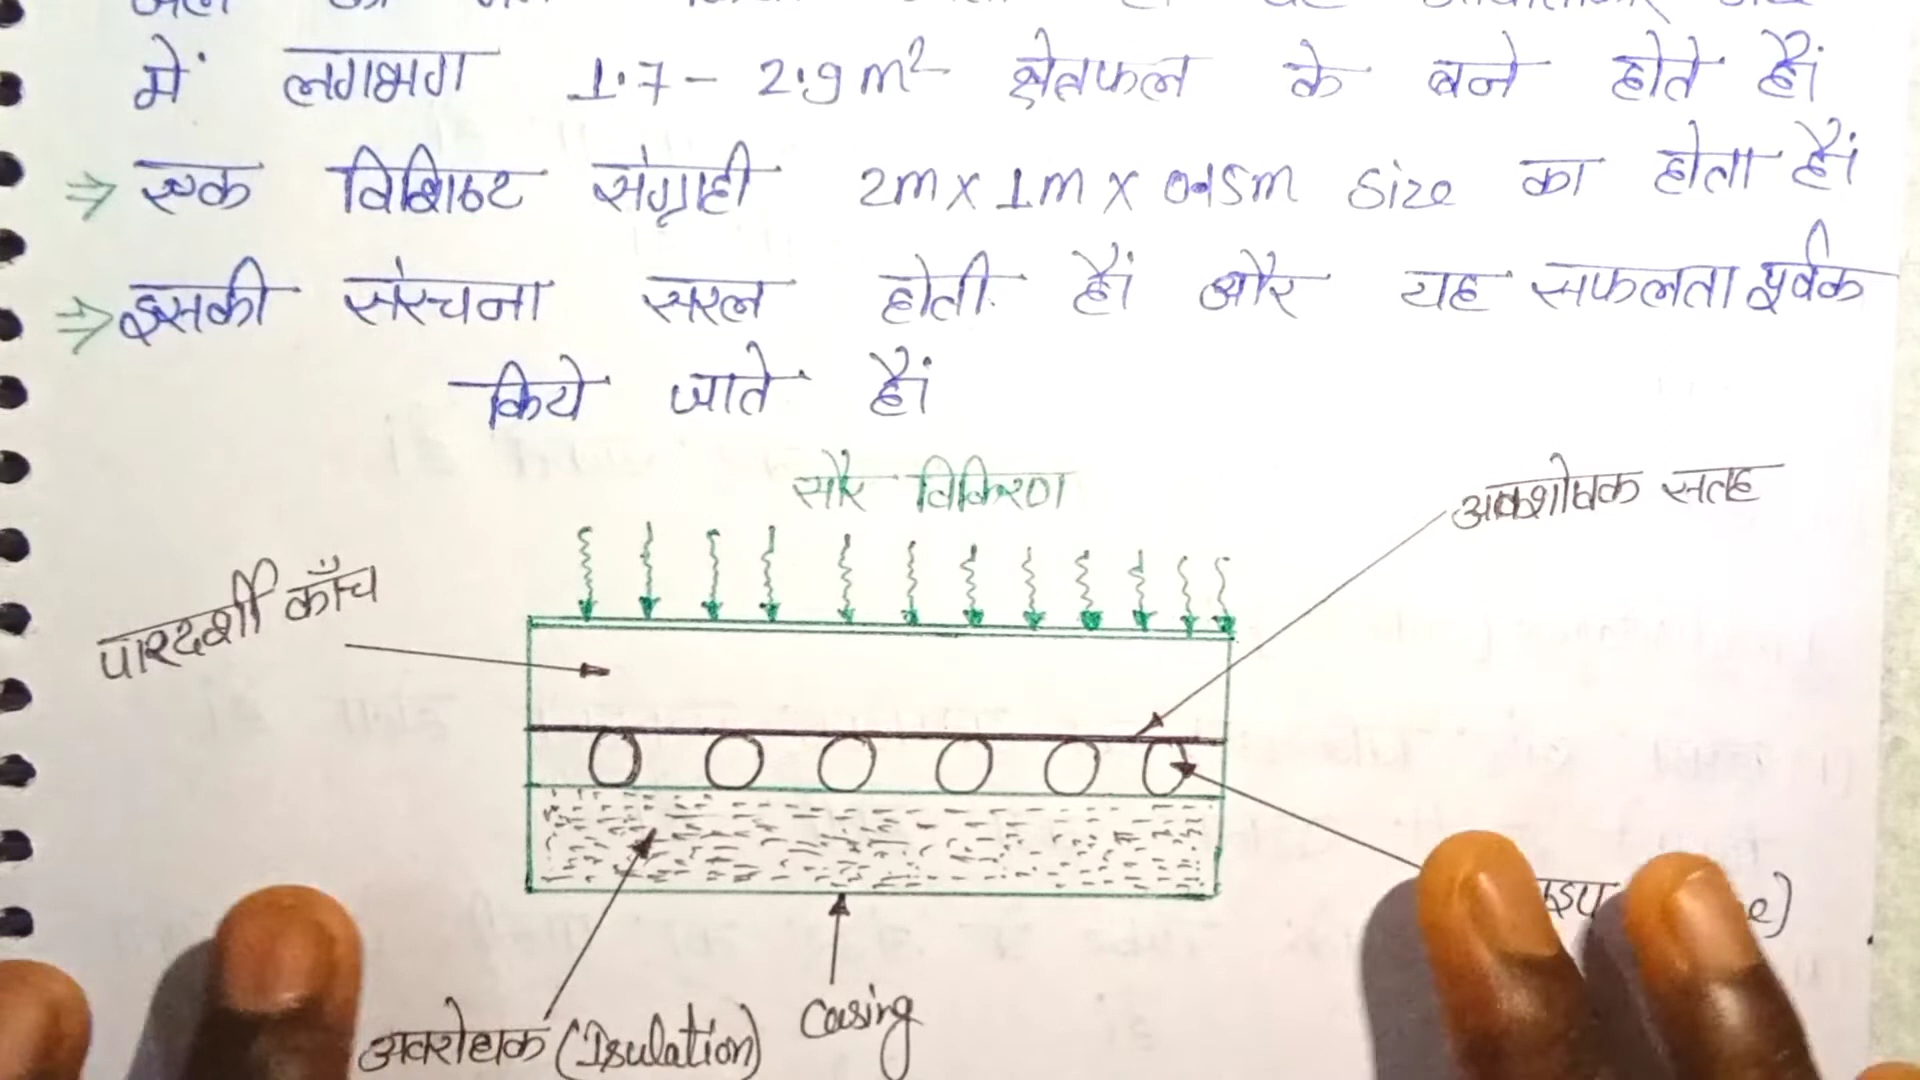 में लगभग 1.7 - 2.9 m² क्षेत्रफल के बने होते हैं।
⇒ एक विशिष्ट संग्राही 2m x 1m x 0.15m Size का होता है।
⇒ इसकी संरचना सरल होती है। और यह सफलता पूर्वक
किये जाते हैं।
सौर विकिरण
अवशोषक सतह
पारदर्शी काँच
अवरोधक (Isulation)
Casing